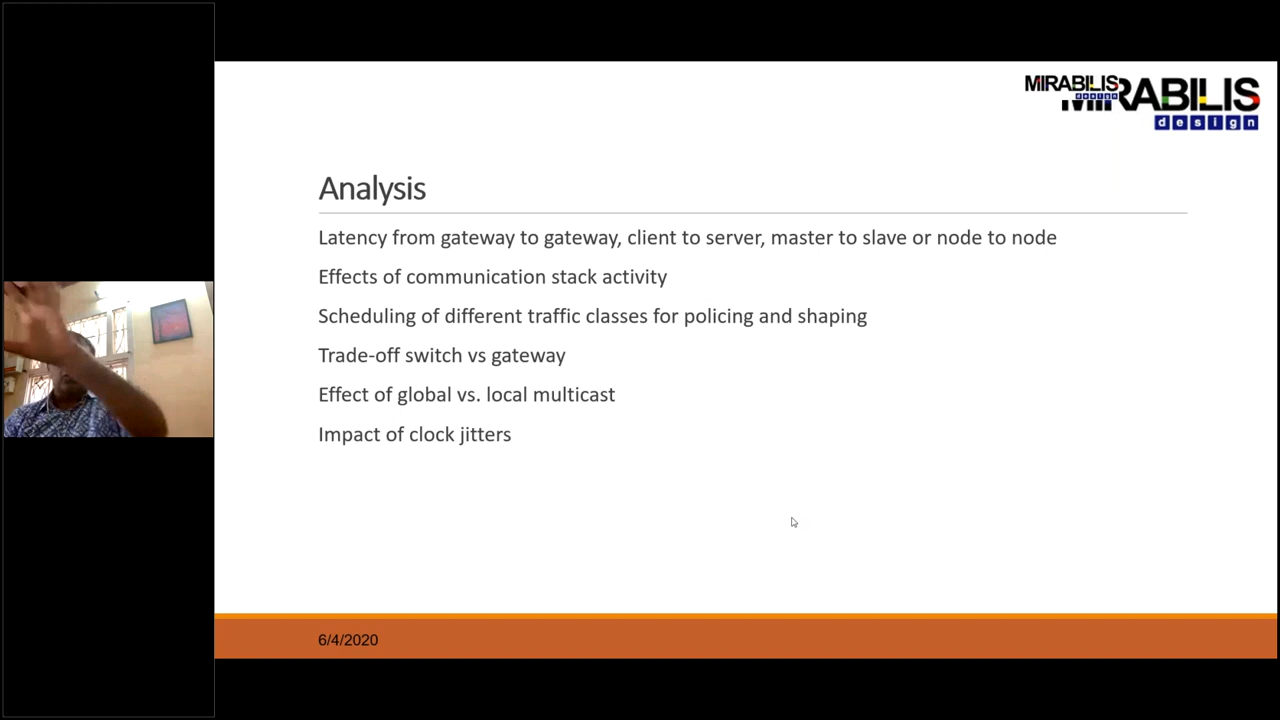 MIRABILIS
design
MIRABILIS
design
Analysis
Latency from gateway to gateway, client to server, master to slave or node to node
Effects of communication stack activity
Scheduling of different traffic classes for policing and shaping
Trade-off switch vs gateway
Effect of global vs. local multicast
Impact of clock jitters
6/4/2020